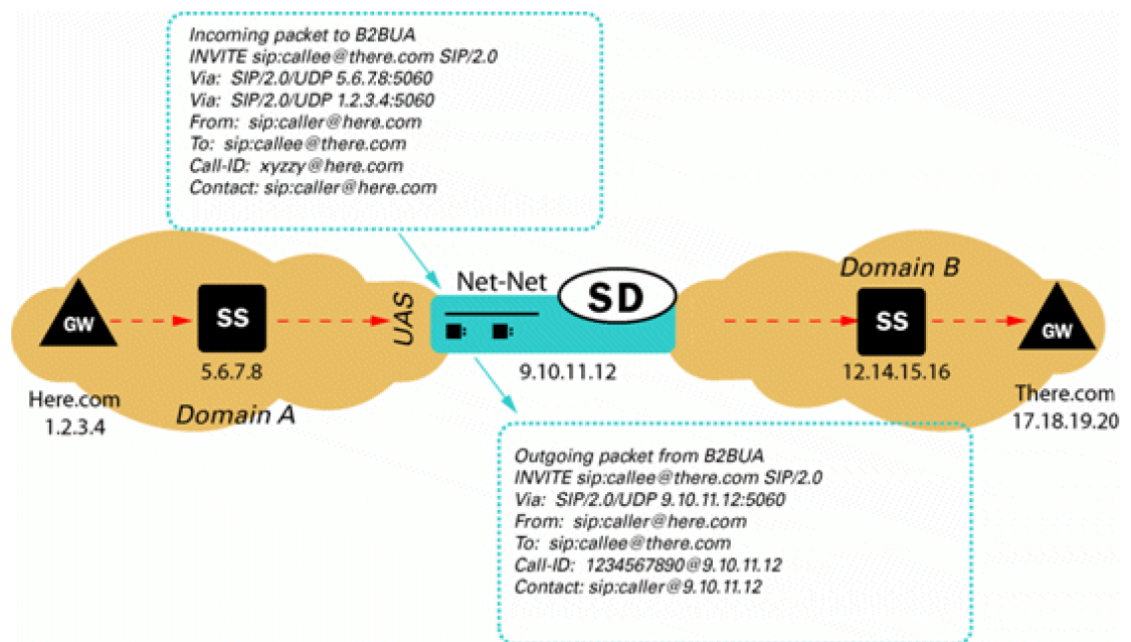 Incoming packet to B2BUA
INVITE sip:callee@there.com SIP/2.0
Via: SIP/2.0/UDP 5.6.7.8:5060
Via: SIP/2.0/UDP 1.2.3.4:5060
From: sip:caller@here.com
To: sip:callee@there.com
Call-ID: xyzzy@here.com
Contact: sip:caller@here.com
Domain B
Net-Net
SD
UAS
GW
SS
SS
GW
5.6.7.8
9.10.11.12
12.14.15.16
Here.com
1.2.3.4
Domain A
There.com
17.18.19.20
Outgoing packet from B2BUA
INVITE sip:callee@there.com SIP/2.0
Via: SIP/2.0/UDP 9.10.11.12:5060
From: sip:caller@here.com
To: sip:callee@there.com
Call-ID: 1234567890@9.10.11.12
Contact: sip:caller@9.10.11.12